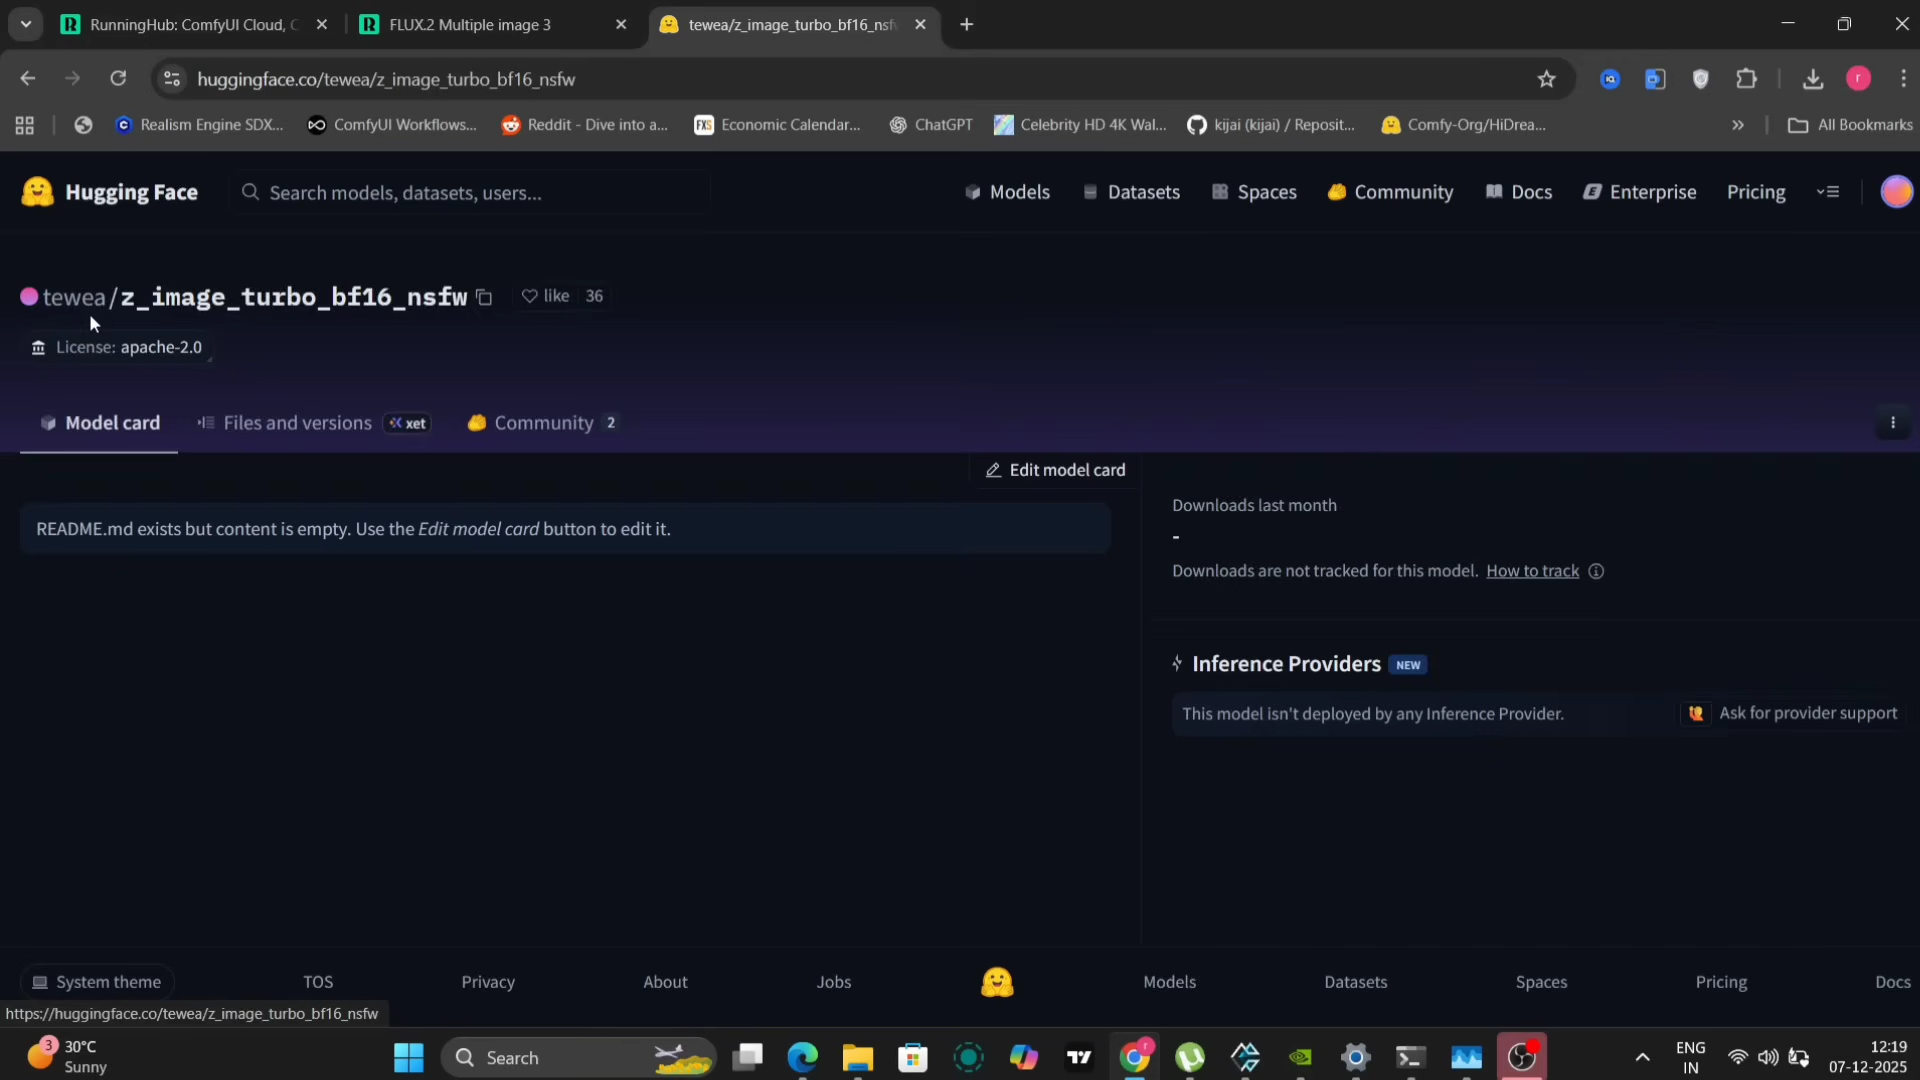 RunningHub: ComfyUI Cloud, C
FLUX.2 Multiple image 3
tewea/z_image_turbo_bf16_nsf
huggingface.co/tewea/z_image_turbo_bf16_nsfw
r
Realism Engine SDX...
ComfyUI Workflows...
Reddit - Dive into a...
FXS Economic Calendar...
ChatGPT
Celebrity HD 4K Wal...
kijai (kijai) / Reposit...
Comfy-Org/HiDrea...
»
All Bookmarks
Hugging Face
Search models, datasets, users...
Models
Datasets
Spaces
Community
Docs
Enterprise
Pricing
tewea/z_image_turbo_bf16_nsfw
like 36
License: apache-2.0
Model card
Files and versions xet
Community 2
Edit model card
README.md exists but content is empty. Use the Edit model card button to edit it.
Downloads last month
-
Downloads are not tracked for this model. How to track
Inference Providers NEW
This model isn't deployed by any Inference Provider.
Ask for provider support
System theme
TOS
Privacy
About
Jobs
Models
Datasets
Spaces
Pricing
Docs
https://huggingface.co/tewea/z_image_turbo_bf16_nsfw
3
30°C
Sunny
Search
ENG
IN
12:19
07-12-2025